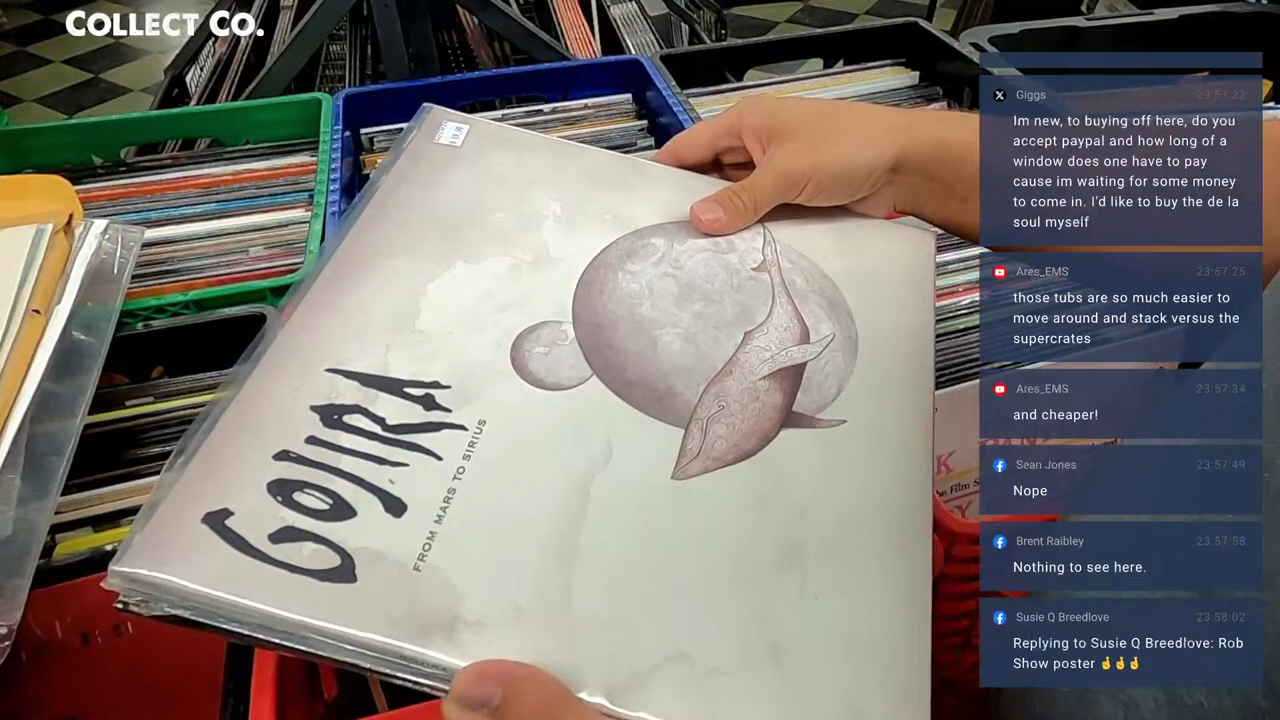 COLLECT CO.
GOJIRA
FROM MARS TO SIRIUS
Giggs 23:57:22
Im new, to buying off here, do you
accept paypal and how long of a
window does one have to pay
cause im waiting for some money
to come in. I'd like to buy the de la
soul myself
Ares_EMS 23:57:25
those tubs are so much easier to
move around and stack versus the
supercrates
Ares_EMS 23:57:34
and cheaper!
Sean Jones 23:57:49
Nope
Brent Raibley 23:57:58
Nothing to see here.
Susie Q Breedlove 23:58:02
Replying to Susie Q Breedlove: Rob
Show poster 🤞🤞🤞